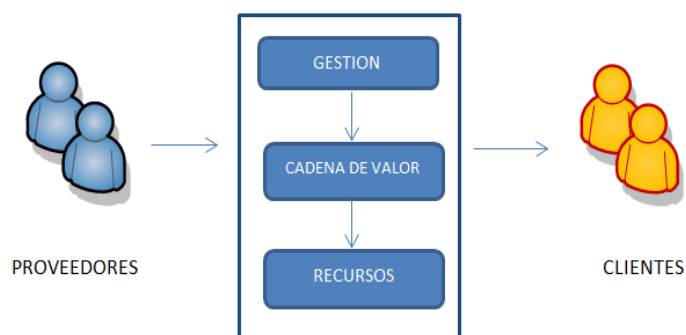 GESTION
CADENA DE VALOR
RECURSOS
PROVEEDORES
CLIENTES